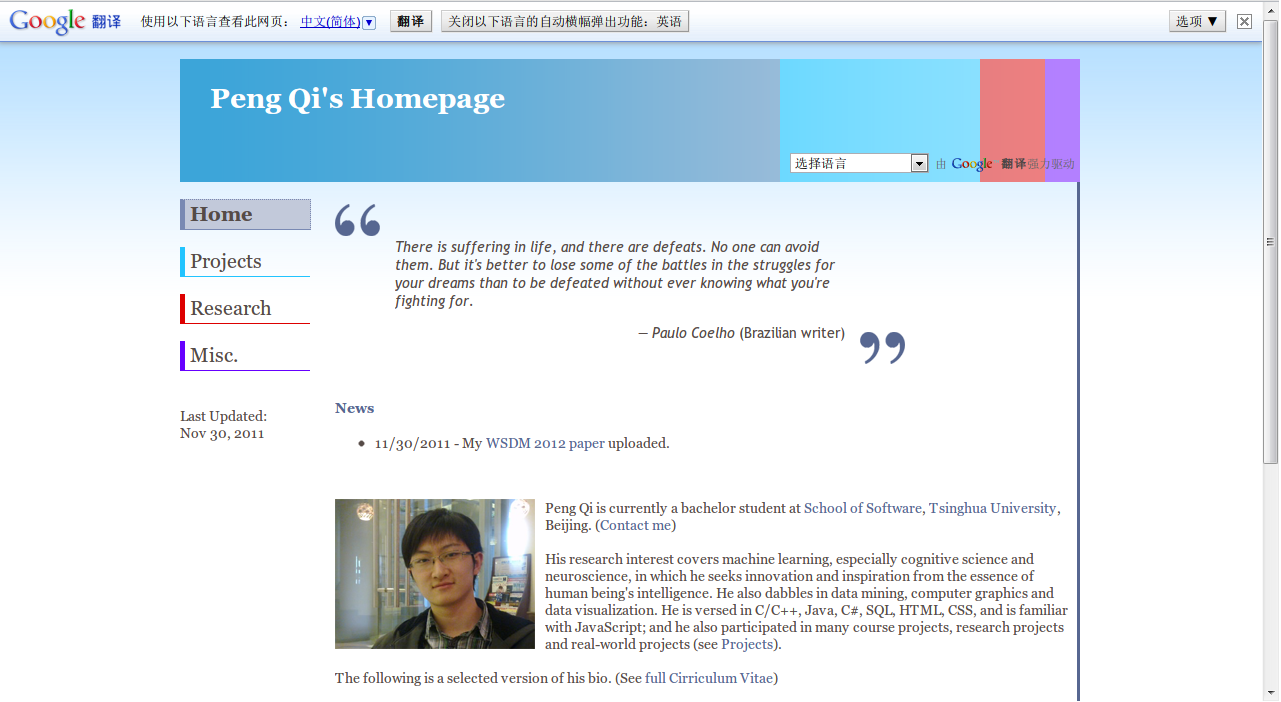 Google 翻译 使用以下语言查看此网页： 中文(简体) 翻译 关闭以下语言的自动横幅弹出功能：英语 选项 ▼
Peng Qi's Homepage
选择语言 由 Google 翻译强力驱动
Home
Projects
Research
Misc.
Last Updated:
Nov 30, 2011
“
There is suffering in life, and there are defeats. No one can avoid
them. But it's better to lose some of the battles in the struggles for
your dreams than to be defeated without ever knowing what you're
fighting for.
— Paulo Coelho (Brazilian writer)
”
News
• 11/30/2011 - My WSDM 2012 paper uploaded.
Peng Qi is currently a bachelor student at School of Software, Tsinghua University,
Beijing. (Contact me)
His research interest covers machine learning, especially cognitive science and
neuroscience, in which he seeks innovation and inspiration from the essence of
human being's intelligence. He also dabbles in data mining, computer graphics and
data visualization. He is versed in C/C++, Java, C#, SQL, HTML, CSS, and is familiar
with JavaScript; and he also participated in many course projects, research projects
and real-world projects (see Projects).
The following is a selected version of his bio. (See full Cirriculum Vitae)